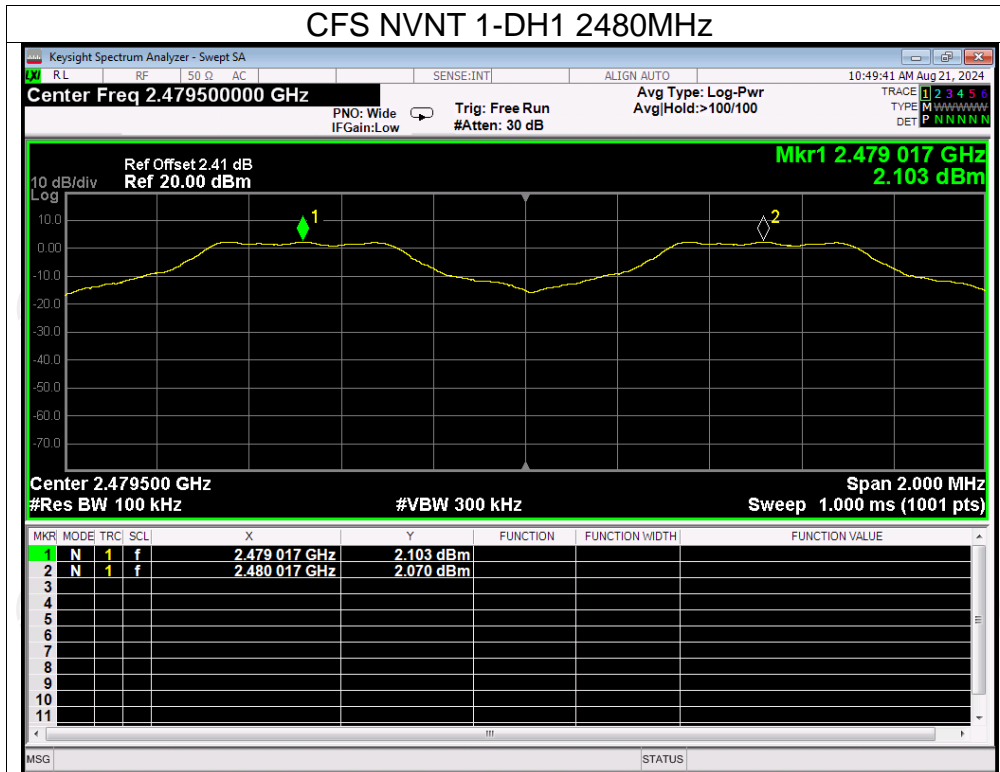 CFS NVNT 1-DH1 2480MHz
Keysight Spectrum Analyzer - Swept SA
LXI RL RF 50 Ω AC SENSE:INT ALIGN AUTO 10:49:41 AM Aug 21, 2024
Center Freq 2.479500000 GHz
PNO: Wide
IFGain:Low
Trig: Free Run
#Atten: 30 dB
Avg Type: Log-Pwr
Avg|Hold:>100/100
TRACE 1 2 3 4 5 6
TYPE M WWWWW
DET P N N N N N
Mkr1 2.479 017 GHz
2.103 dBm
Ref Offset 2.41 dB
10 dB/div Ref 20.00 dBm
Log
10.0
0.00
-10.0
-20.0
-30.0
-40.0
-50.0
-60.0
-70.0
1
2
Center 2.479500 GHz Span 2.000 MHz
#Res BW 100 kHz #VBW 300 kHz Sweep 1.000 ms (1001 pts)
MKR MODE TRC SCL X Y FUNCTION FUNCTION WIDTH FUNCTION VALUE
1 N 1 f 2.479 017 GHz 2.103 dBm
2 N 1 f 2.480 017 GHz 2.070 dBm
3
4
5
6
7
8
9
10
11
MSG STATUS